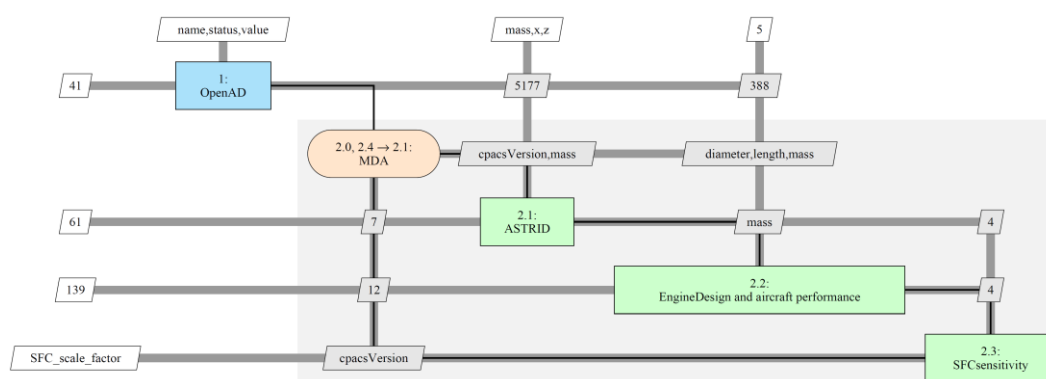 name,status,value
mass,x,z
5
41
1:
OpenAD
5177
388
2.0, 2.4 → 2.1:
MDA
cpacsVersion,mass
diameter,length,mass
61
7
2.1:
ASTRID
mass
4
139
12
2.2:
EngineDesign and aircraft performance
4
SFC_scale_factor
cpacsVersion
2.3:
SFCsensitivity